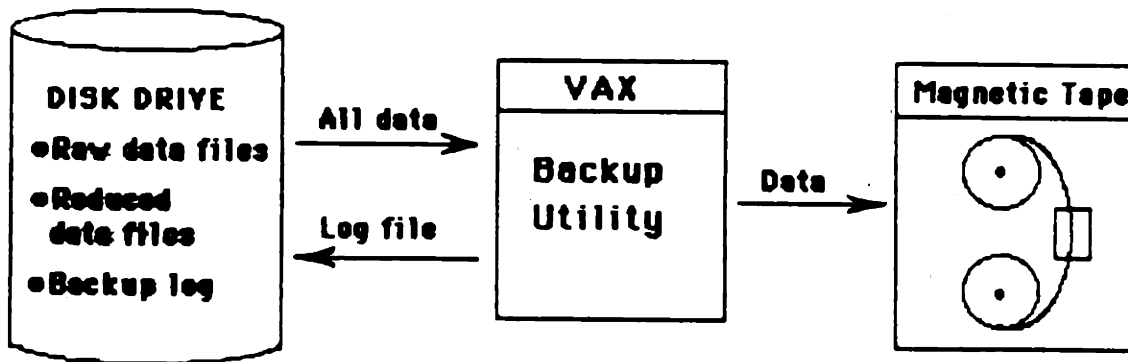 DISK DRIVE
•Raw data files
•Reduced
data files
•Backup log
All data
Log file
VAX
Backup
Utility
Data
Magnetic Tape